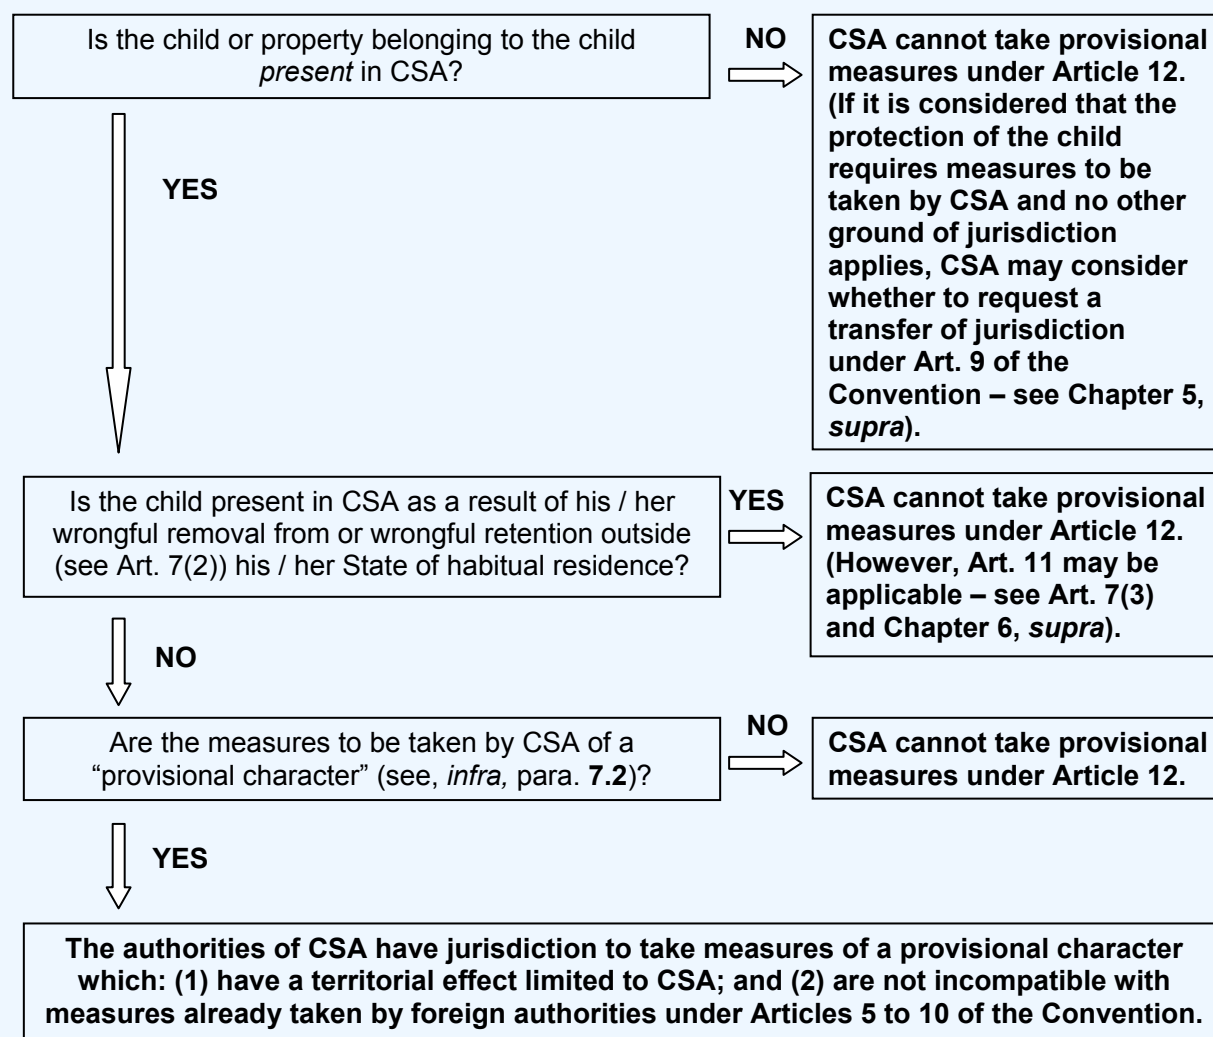 Is the child or property belonging to the child
present in CSA?
NO
CSA cannot take provisional
measures under Article 12.
(If it is considered that the
protection of the child
requires measures to be
taken by CSA and no other
ground of jurisdiction
applies, CSA may consider
whether to request a
transfer of jurisdiction
under Art. 9 of the
Convention – see Chapter 5,
supra).
YES
Is the child present in CSA as a result of his / her
wrongful removal from or wrongful retention outside
(see Art. 7(2)) his / her State of habitual residence?
YES
CSA cannot take provisional
measures under Article 12.
(However, Art. 11 may be
applicable – see Art. 7(3)
and Chapter 6, supra).
NO
Are the measures to be taken by CSA of a
“provisional character” (see, infra, para. 7.2)?
NO
CSA cannot take provisional
measures under Article 12.
YES
The authorities of CSA have jurisdiction to take measures of a provisional character
which: (1) have a territorial effect limited to CSA; and (2) are not incompatible with
measures already taken by foreign authorities under Articles 5 to 10 of the Convention.